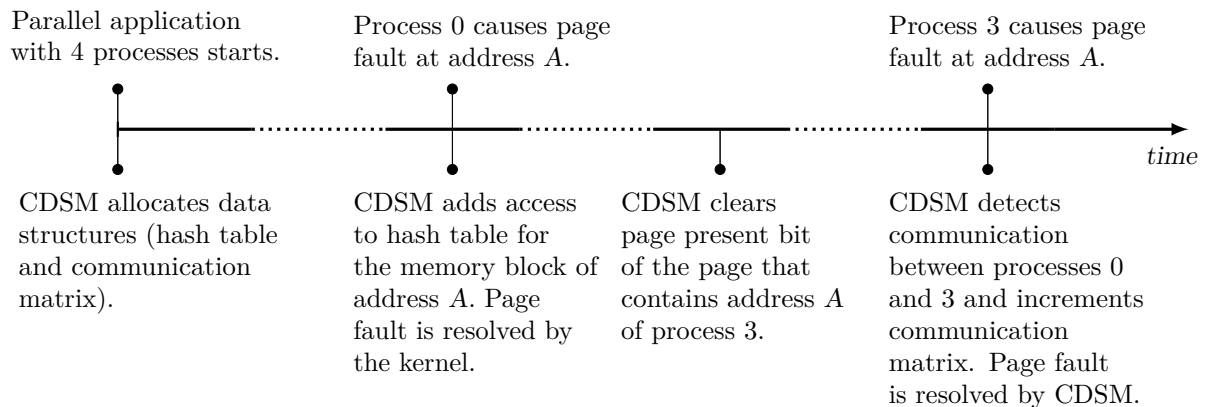 Parallel application
with 4 processes starts.
Process 0 causes page
fault at address A.
Process 3 causes page
fault at address A.
time
CDSM allocates data
structures (hash table
and communication
matrix).
CDSM adds access
to hash table for
the memory block of
address A. Page
fault is resolved by
the kernel.
CDSM clears
page present bit
of the page that
contains address A
of process 3.
CDSM detects
communication
between processes 0
and 3 and increments
communication
matrix. Page fault
is resolved by CDSM.